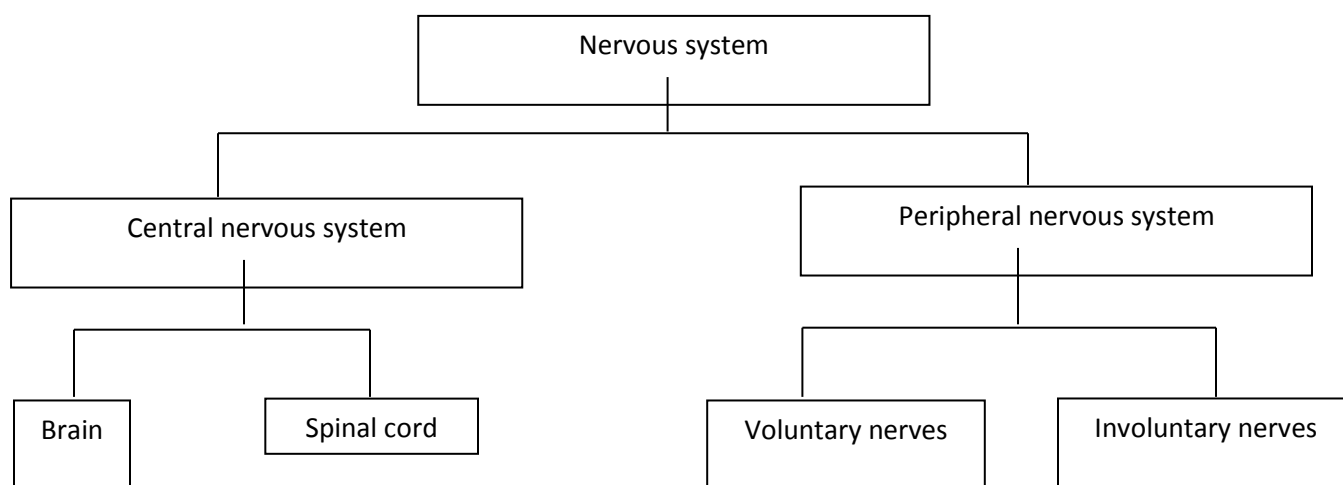 Nervous system
Central nervous system
Peripheral nervous system
Brain
Spinal cord
Voluntary nerves
Involuntary nerves